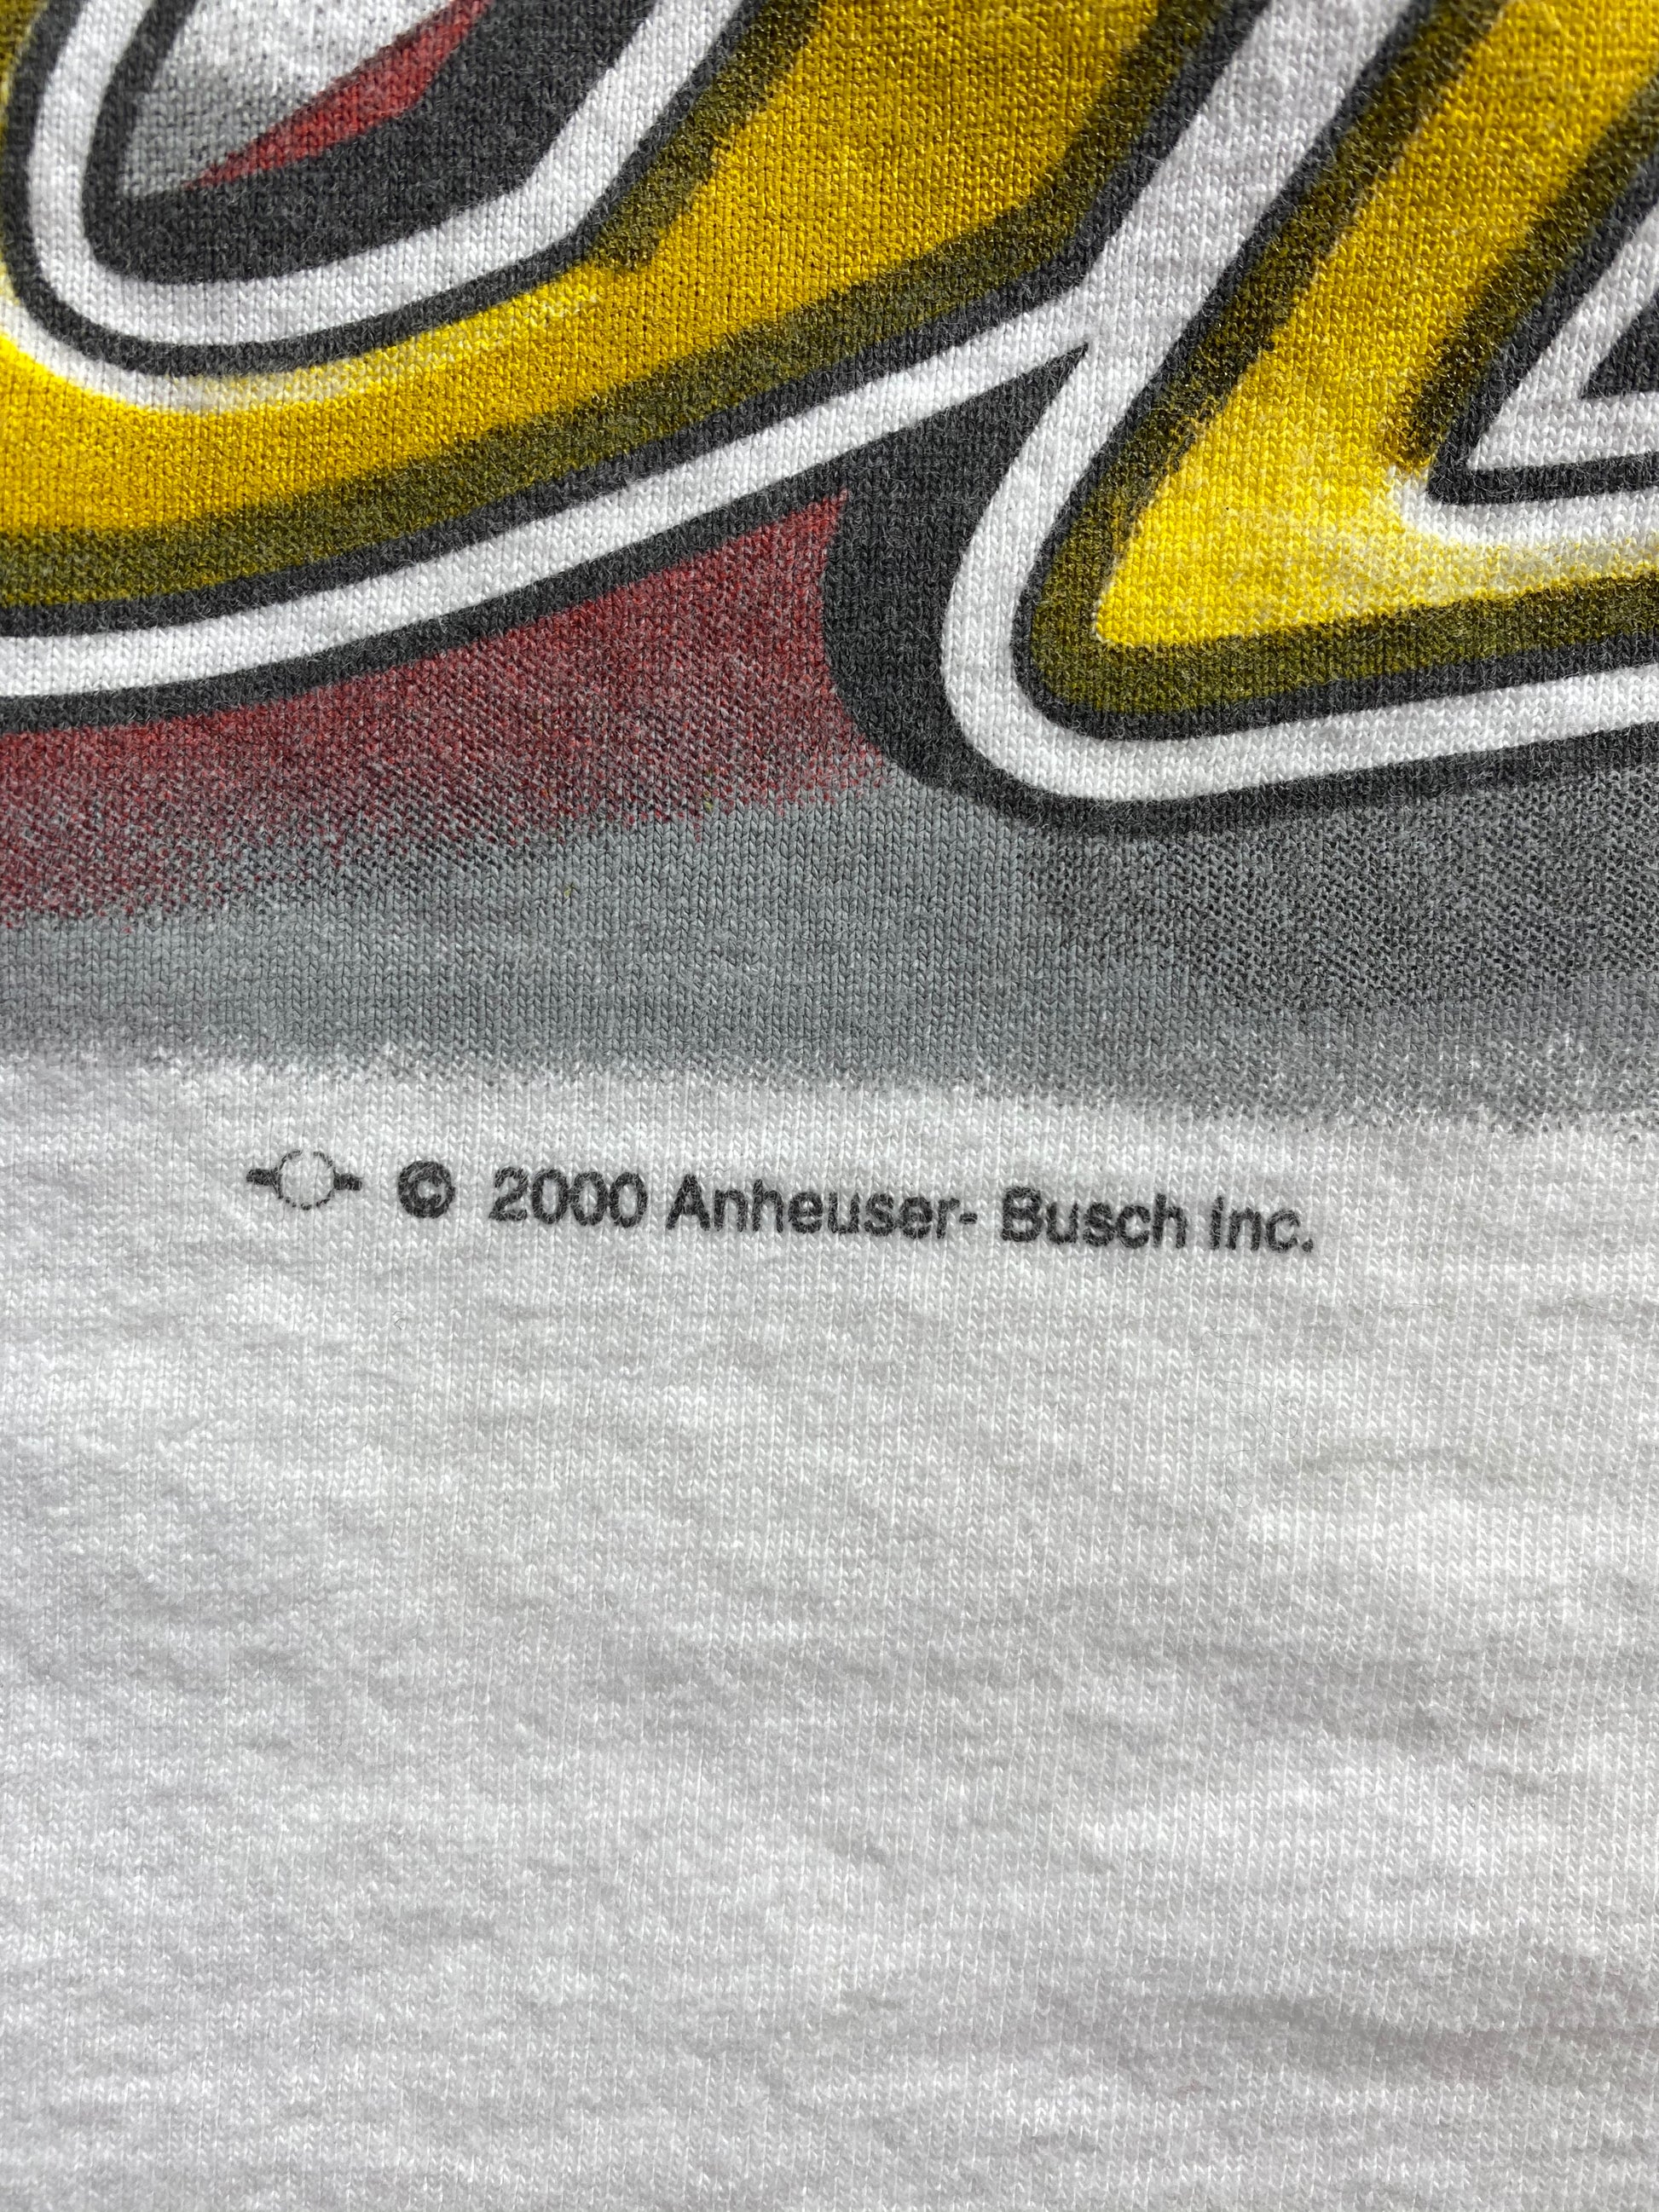 © 2000 Anheuser- Busch Inc.